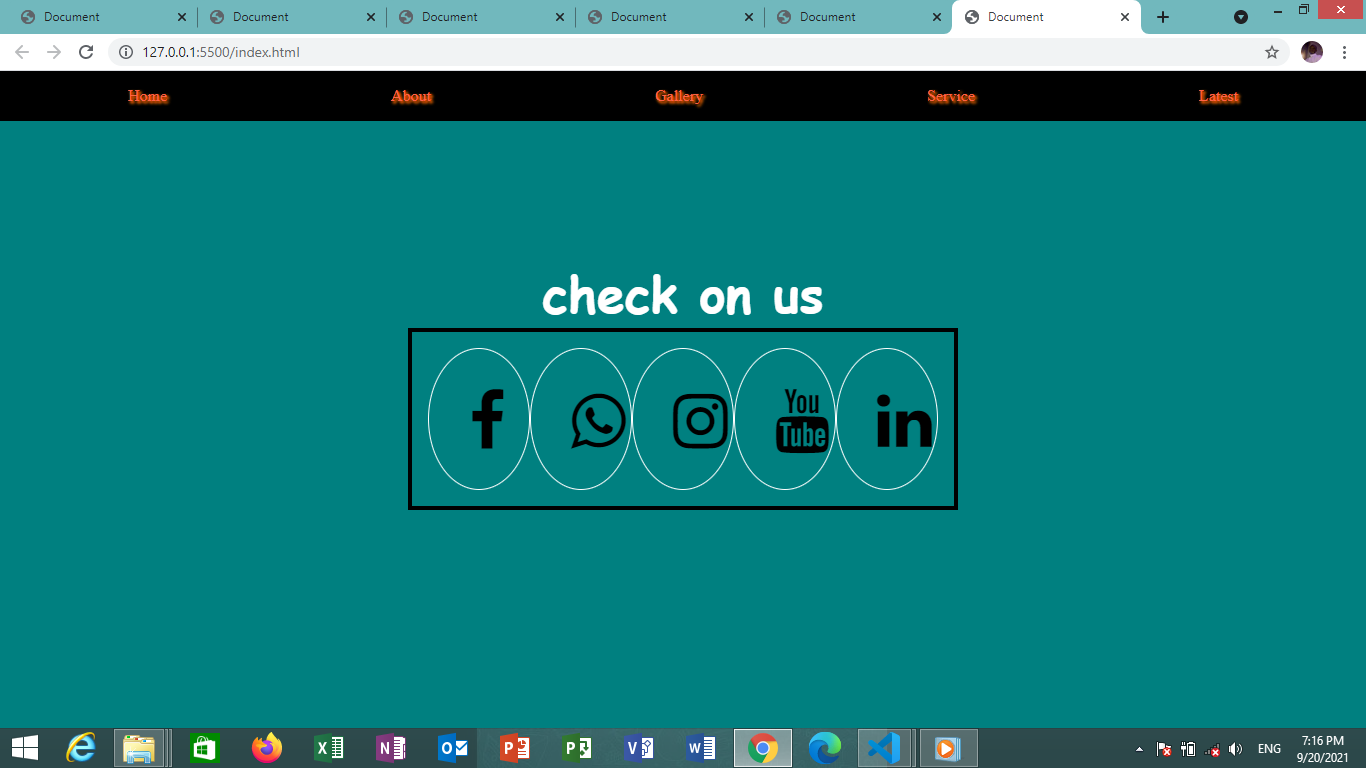 Document Document Document Document Document Document
127.0.0.1:5500/index.html
Home About Gallery Service Latest
check on us
You
Tube
in
ENG 7:16 PM
9/20/2021